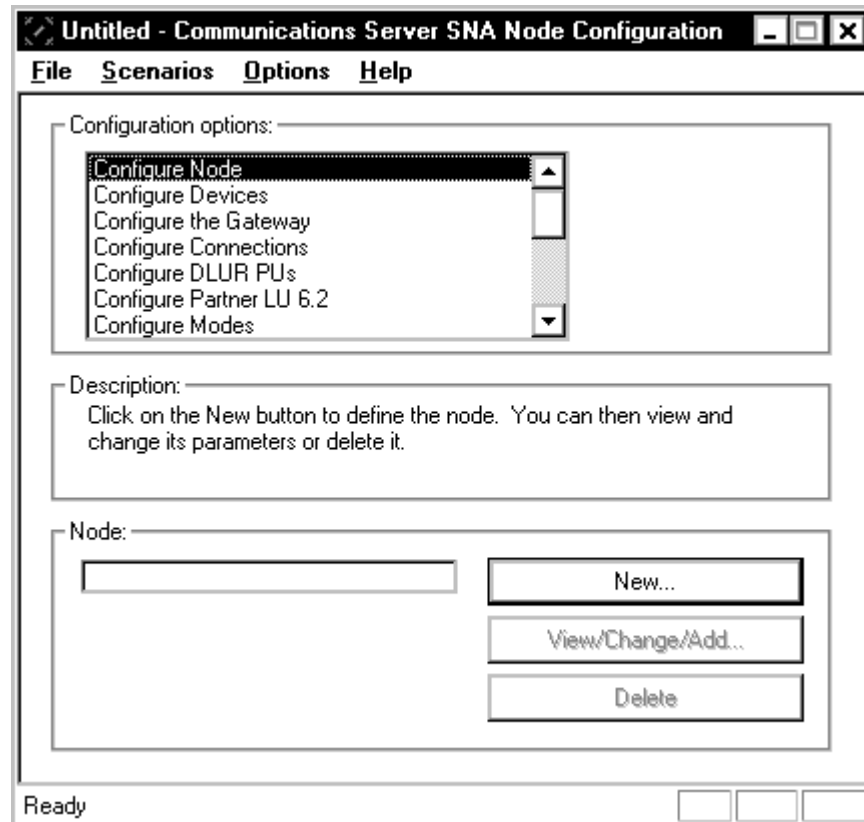 Untitled - Communications Server SNA Node Configuration
File Scenarios Options Help
Configuration options:
Configure Node
Configure Devices
Configure the Gateway
Configure Connections
Configure DLUR PUs
Configure Partner LU 6.2
Configure Modes
Description:
Click on the New button to define the node. You can then view and
change its parameters or delete it.
Node:
New...
View/Change/Add...
Delete
Ready